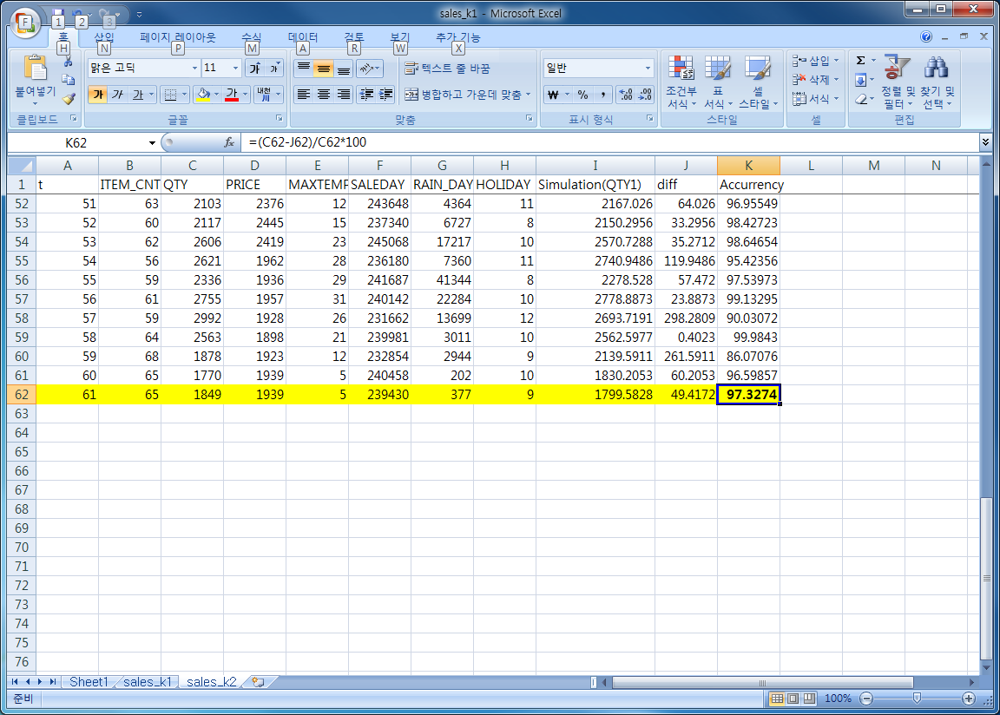 sales_k1 - Microsoft Excel
F 1 2 3
홈 삽입 페이지 레이아웃 수식 데이터 검토 보기 추가 기능
H N P M A R W X
맑은 고딕 11 텍스트 줄 바꿈 일반 삽입 Σ
붙여넣기 가 가 가 가 병합하고 가운데 맞춤 ₩ % , 조건부 서식 표 서식 셀 스타일 삭제 서식 정렬 및 필터 찾기 및 선택
클립보드 글꼴 맞춤 표시 형식 스타일 셀 편집
K62 fx =(C62-J62)/C62*100
A B C D E F G H I J K L M N
1 t ITEM_CNT QTY PRICE MAXTEMP SALEDAY RAIN_DAY HOLIDAY Simulation(QTY1) diff Accurrency
52 51 63 2103 2376 12 243648 4364 11 2167.026 64.026 96.95549
53 52 60 2117 2445 15 237340 6727 8 2150.2956 33.2956 98.42723
54 53 62 2606 2419 23 245068 17217 10 2570.7288 35.2712 98.64654
55 54 56 2621 1962 28 236180 7360 11 2740.9486 119.9486 95.42356
56 55 59 2336 1936 29 241687 41344 8 2278.528 57.472 97.53973
57 56 61 2755 1957 31 240142 22284 10 2778.8873 23.8873 99.13295
58 57 59 2992 1928 26 231662 13699 12 2693.7191 298.2809 90.03072
59 58 64 2563 1898 21 239981 3011 10 2562.5977 0.4023 99.9843
60 59 68 1878 1923 12 232854 2944 9 2139.5911 261.5911 86.07076
61 60 65 1770 1939 5 240458 202 10 1830.2053 60.2053 96.59857
62 61 65 1849 1939 5 239430 377 9 1799.5828 49.4172 97.3274
63
64
65
66
67
68
69
70
71
72
73
74
75
76
Sheet1 sales_k1 sales_k2
준비 100%